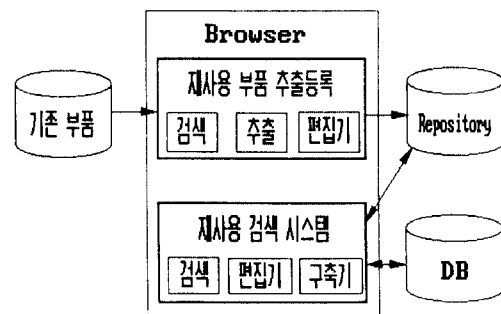 Browser
재사용 부품 추출등록
기존 부품
검색 추출 편집기
Repository
재사용 검색 시스템
검색 편집기 구축기
DB